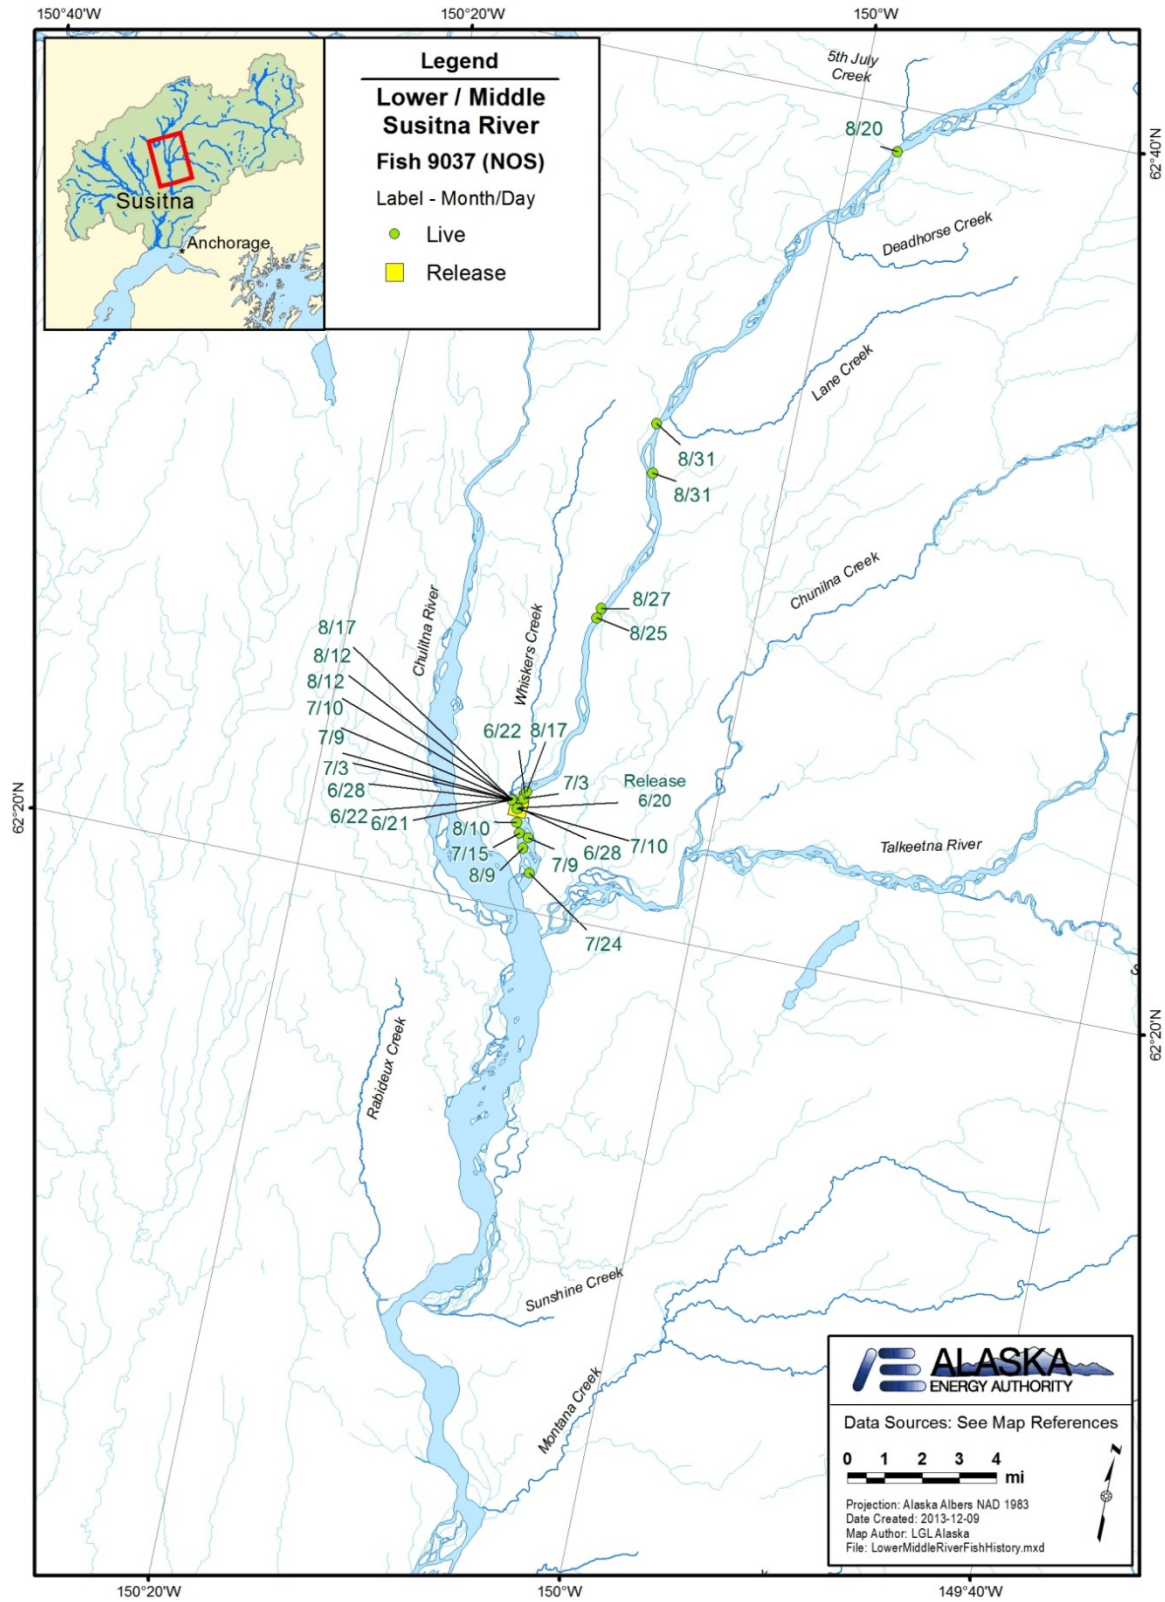 150°40'W
150°20'W
150°W
Legend
Lower / Middle
Susitna River
Fish 9037 (NOS)
Label - Month/Day
Live
Release
Susitna
Anchorage
5th July
Creek
8/20
62°40'N
Deadhorse Creek
Lane Creek
8/31
8/31
Chunilna Creek
8/27
8/25
Chulitna River
Whiskers Creek
8/17
8/12
8/12
7/10
7/9
7/3
6/28
6/22
6/21
6/22
8/17
7/3
Release
6/20
62°20'N
8/10
7/15
8/9
7/9
6/28
7/10
Talkeetna River
7/24
S
62°20'N
Rabideux Creek
Sunshine Creek
Montana Creek
ALASKA
ENERGY AUTHORITY
Data Sources: See Map References
0 1 2 3 4
mi
N
Projection: Alaska Albers NAD 1983
Date Created: 2013-12-09
Map Author: LGL Alaska
File: LowerMiddleRiverFishHistory.mxd
150°20'W
150°W
149°40'W